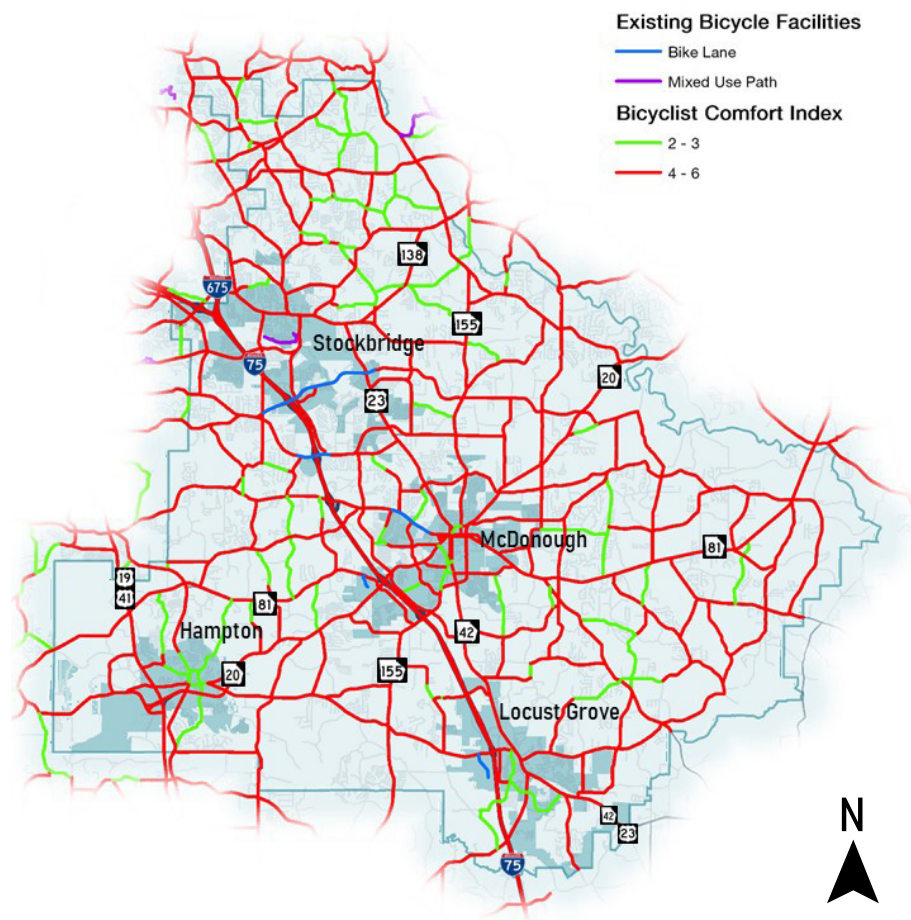 Existing Bicycle Facilities
Bike Lane
Mixed Use Path
Bicyclist Comfort Index
2 - 3
4 - 6
138
675
155
Stockbridge
75
20
23
McDonough
81
19
41
81
Hampton
42
20
155
Locust Grove
42
23
75
N